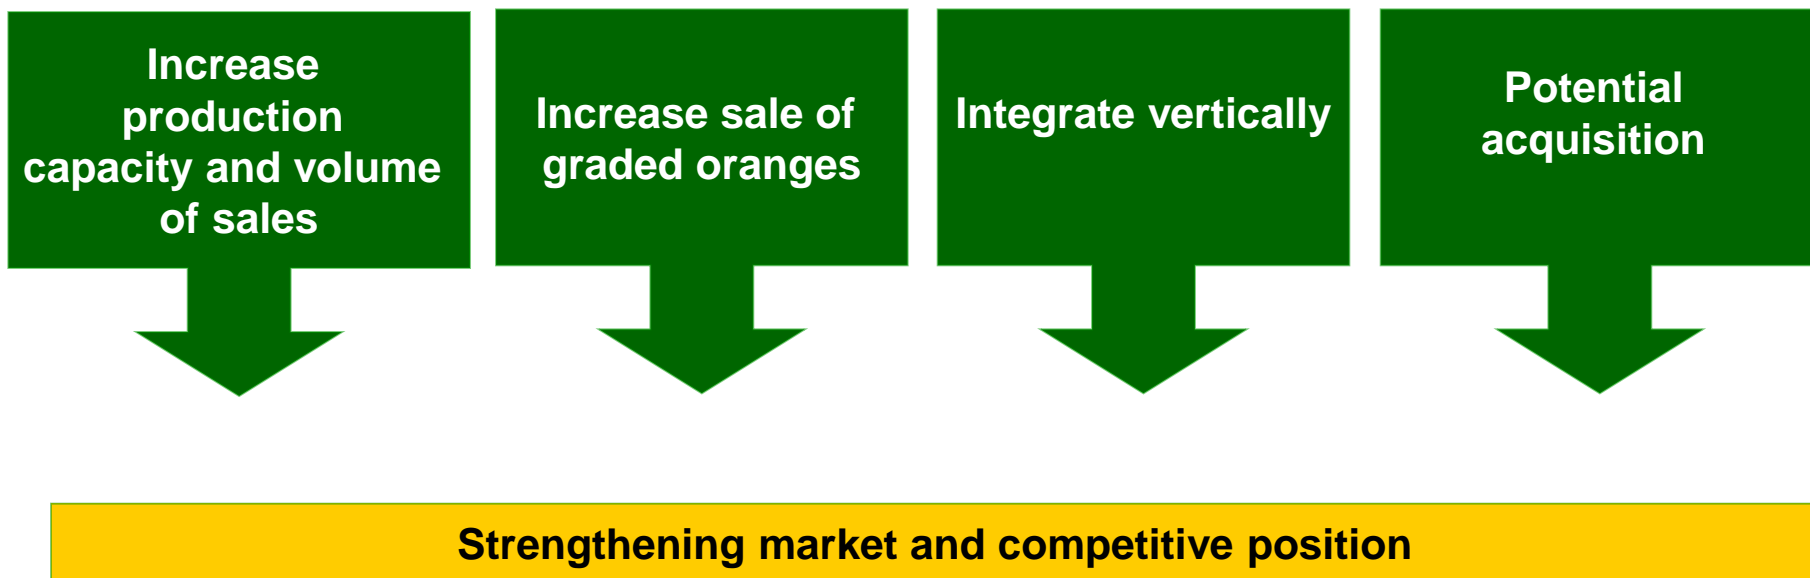 Increase
production
capacity and volume
of sales
Increase sale of
graded oranges
Integrate vertically
Potential
acquisition
Strengthening market and competitive position